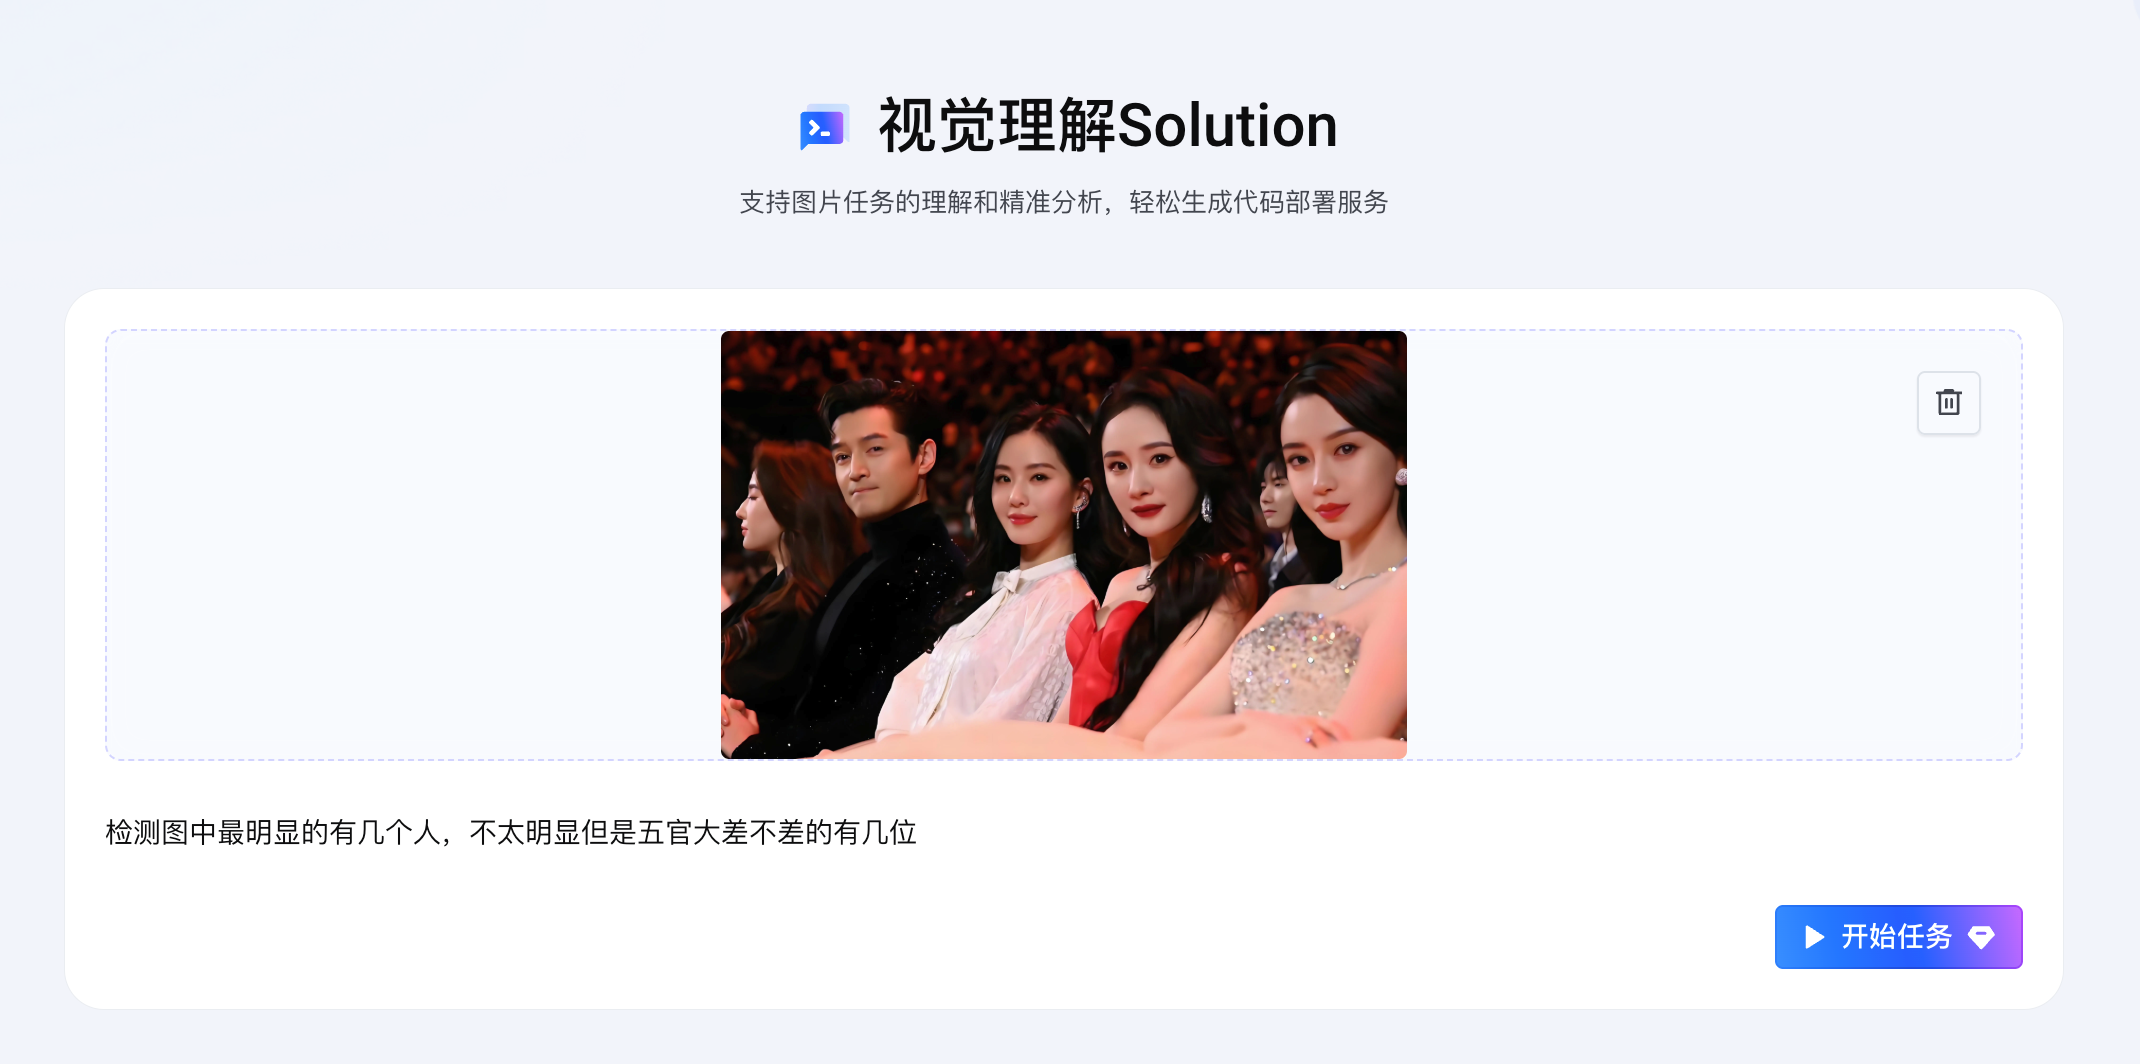 视觉理解Solution
支持图片任务的理解和精准分析，轻松生成代码部署服务
检测图中最明显的有几个人，不太明显但是五官大差不差的有几位
开始任务